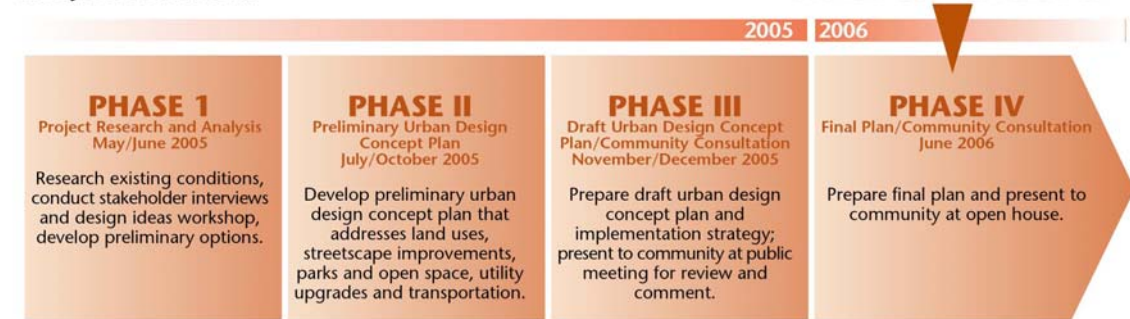 2005 2006
PHASE 1
Project Research and Analysis
May/June 2005
Research existing conditions,
conduct stakeholder interviews
and design ideas workshop,
develop preliminary options.
PHASE II
Preliminary Urban Design
Concept Plan
July/October 2005
Develop preliminary urban
design concept plan that
addresses land uses,
streetscape improvements,
parks and open space, utility
upgrades and transportation.
PHASE III
Draft Urban Design Concept
Plan/Community Consultation
November/December 2005
Prepare draft urban design
concept plan and
implementation strategy;
present to community at public
meeting for review and
comment.
PHASE IV
Final Plan/Community Consultation
June 2006
Prepare final plan and present to
community at open house.